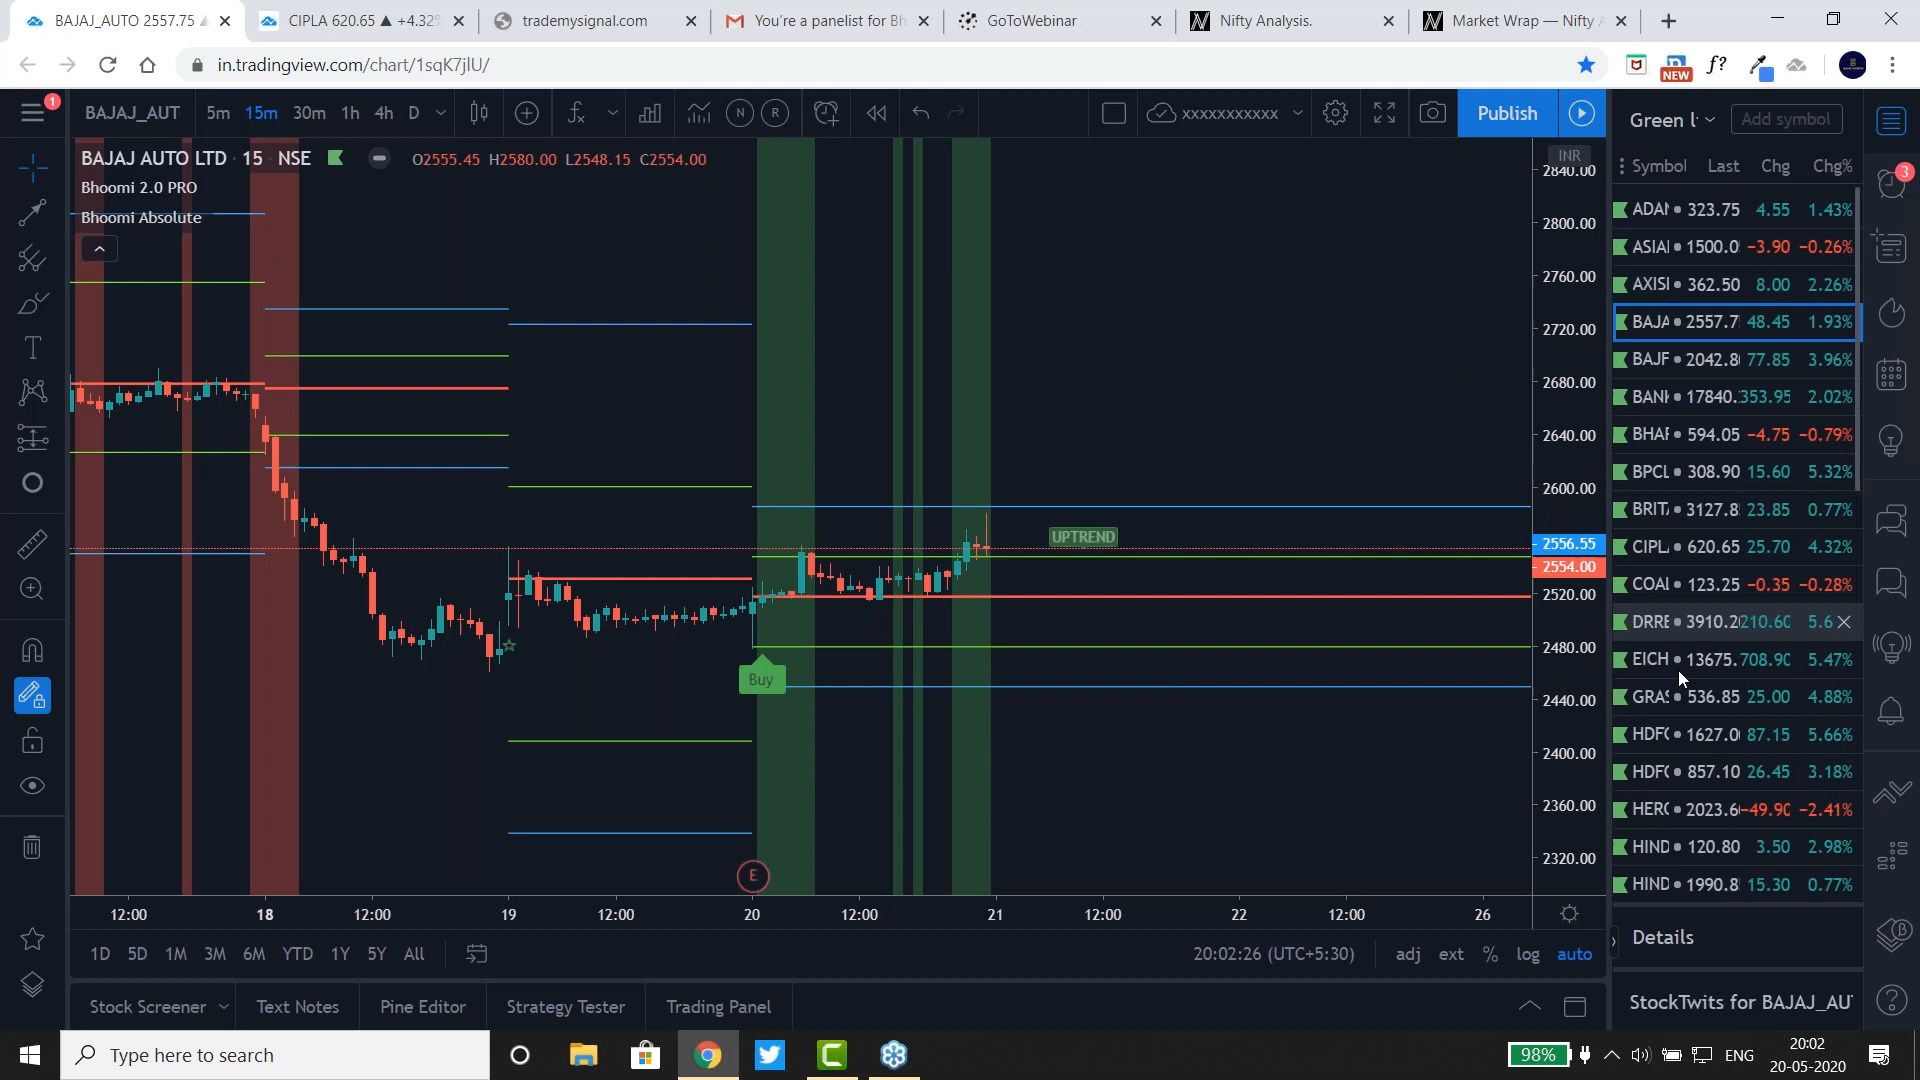 BAJAJ_AUTO 2557.75
CIPLA 620.65 ▲ +4.32%
trademysignal.com
You're a panelist for Bh
GoToWebinar
Nifty Analysis.
Market Wrap — Nifty
in.tradingview.com/chart/1sqK7jlU/
NEW
f?
1
BAJAJ_AUT 5m 15m 30m 1h 4h D
N R
xxxxxxxxxxx
Publish
Green l
Add symbol
BAJAJ AUTO LTD · 15 · NSE O2555.45 H2580.00 L2548.15 C2554.00
Bhoomi 2.0 PRO
Bhoomi Absolute
INR
2840.00
2800.00
2760.00
2720.00
2680.00
2640.00
2600.00
2556.55
2554.00
2520.00
2480.00
2440.00
2400.00
2360.00
2320.00
UPTREND
Buy
E
12:00 18 12:00 19 12:00 20 12:00 21 12:00 22 12:00 26
Symbol Last Chg Chg%
3
ADAN 323.75 4.55 1.43%
ASIAN 1500.0 −3.90 −0.26%
AXISI 362.50 8.00 2.26%
BAJA 2557.7 48.45 1.93%
BAJF 2042.8 77.85 3.96%
BANK 17840. 353.95 2.02%
BHAR 594.05 −4.75 −0.79%
BPCL 308.90 15.60 5.32%
BRIT 3127.8 23.85 0.77%
CIPL 620.65 25.70 4.32%
COAL 123.25 −0.35 −0.28%
DRRE 3910.2 210.60 5.6
EICH 13675. 708.90 5.47%
GRAS 536.85 25.00 4.88%
HDFC 1627.0 87.15 5.66%
HDFC 857.10 26.45 3.18%
HERO 2023.6 −49.90 −2.41%
HIND 120.80 3.50 2.98%
HIND 1990.8 15.30 0.77%
1D 5D 1M 3M 6M YTD 1Y 5Y All
20:02:26 (UTC+5:30) adj ext % log auto
Details
Stock Screener Text Notes Pine Editor Strategy Tester Trading Panel
StockTwits for BAJAJ_AU
Type here to search
98%
ENG
20:02
20-05-2020